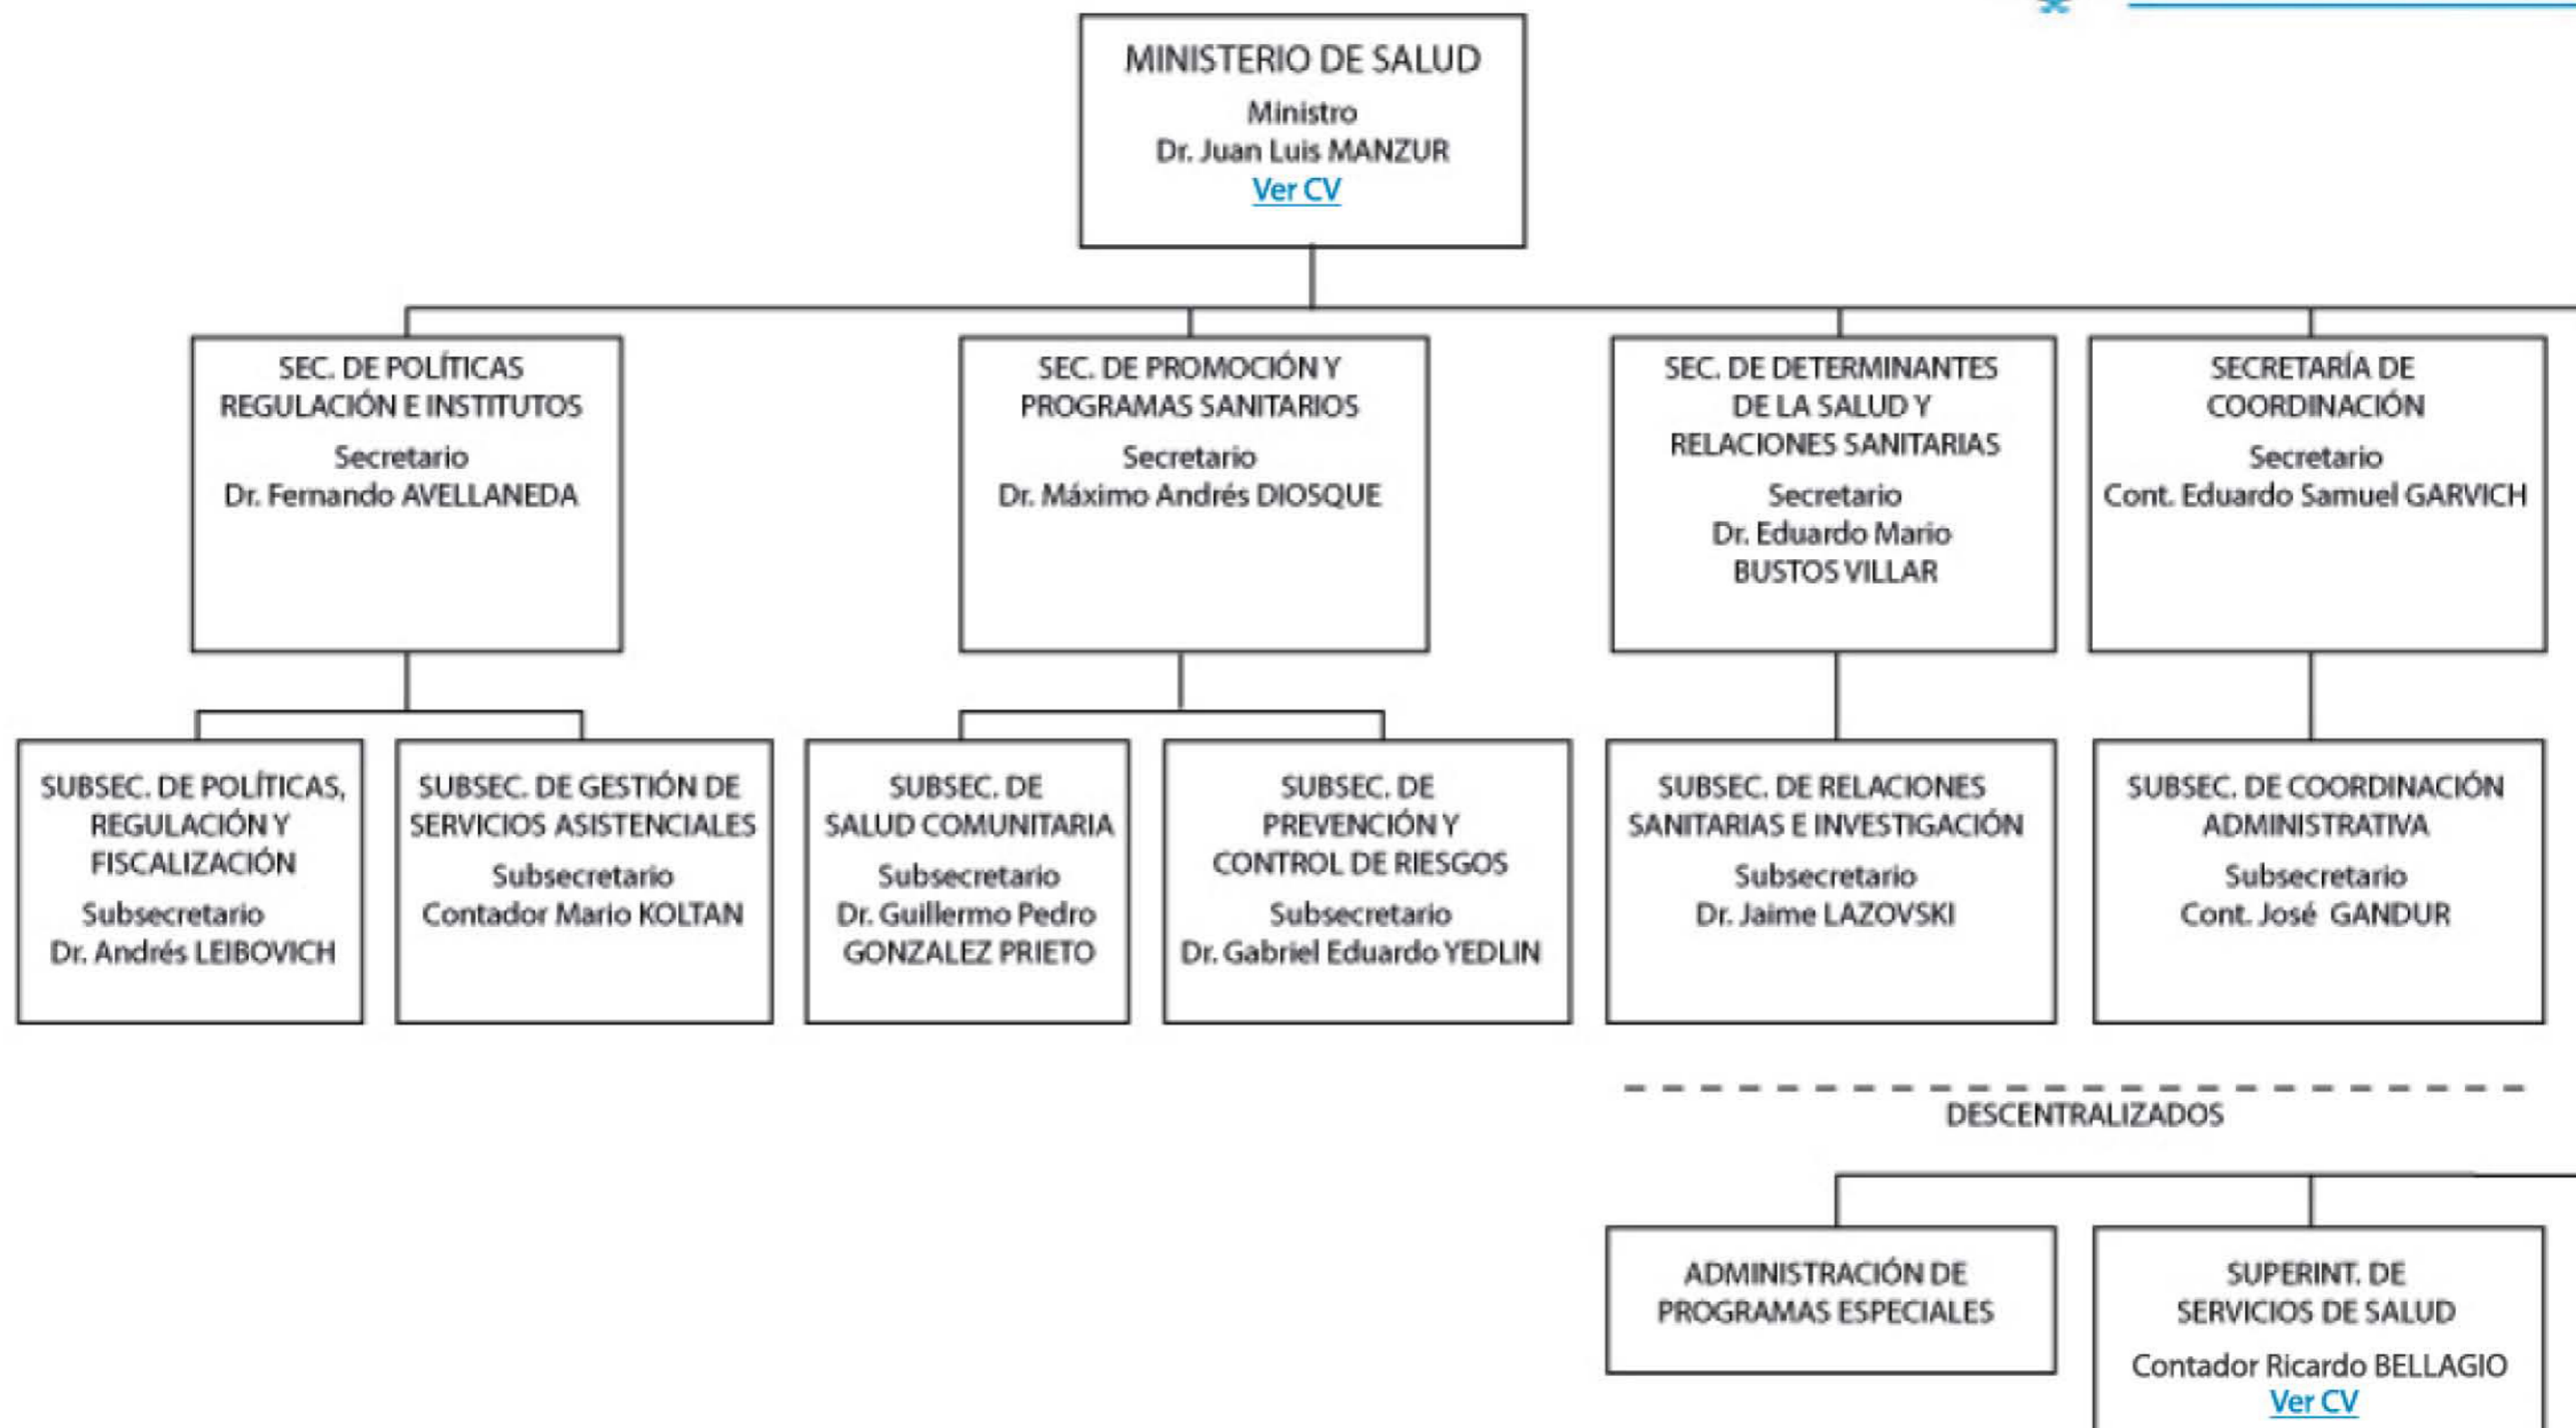 MINISTERIO DE SALUD
Ministro
Dr. Juan Luis MANZUR
Ver CV
SEC. DE POLÍTICAS
REGULACIÓN E INSTITUTOS
Secretario
Dr. Fernando AVELLANEDA
SEC. DE PROMOCIÓN Y
PROGRAMAS SANITARIOS
Secretario
Dr. Máximo Andrés DIOSQUE
SEC. DE DETERMINANTES
DE LA SALUD Y
RELACIONES SANITARIAS
Secretario
Dr. Eduardo Mario
BUSTOS VILLAR
SECRETARÍA DE
COORDINACIÓN
Secretario
Cont. Eduardo Samuel GARVICH
SUBSEC. DE POLÍTICAS,
REGULACIÓN Y
FISCALIZACIÓN
Subsecretario
Dr. Andrés LEIBOVICH
SUBSEC. DE GESTIÓN DE
SERVICIOS ASISTENCIALES
Subsecretario
Contador Mario KOLTAN
SUBSEC. DE
SALUD COMUNITARIA
Subsecretario
Dr. Guillermo Pedro
GONZALEZ PRIETO
SUBSEC. DE
PREVENCIÓN Y
CONTROL DE RIESGOS
Subsecretario
Dr. Gabriel Eduardo YEDLIN
SUBSEC. DE RELACIONES
SANITARIAS E INVESTIGACIÓN
Subsecretario
Dr. Jaime LAZOVSKI
SUBSEC. DE COORDINACIÓN
ADMINISTRATIVA
Subsecretario
Cont. José GANDUR
DESCENTRALIZADOS
ADMINISTRACIÓN DE
PROGRAMAS ESPECIALES
SUPERINT. DE
SERVICIOS DE SALUD
Contador Ricardo BELLAGIO
Ver CV